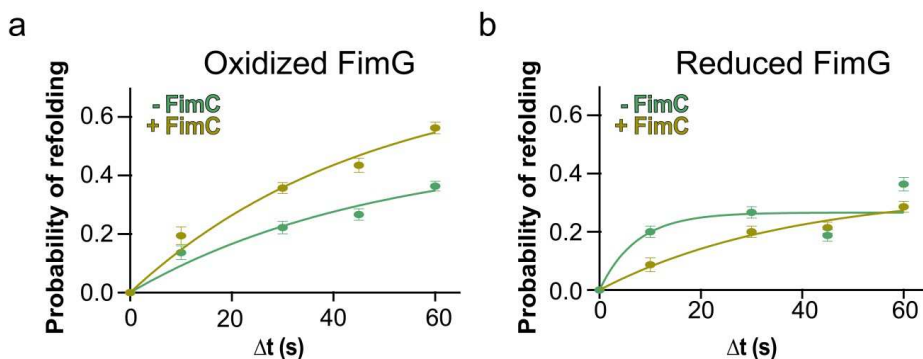 a
Oxidized FimG
Probability of refolding
- FimC
+ FimC
0.6
0.4
0.2
0.0
0
20
40
60
Δt (s)
b
Reduced FimG
Probability of refolding
- FimC
+ FimC
0.6
0.4
0.2
0.0
0
20
40
60
Δt (s)